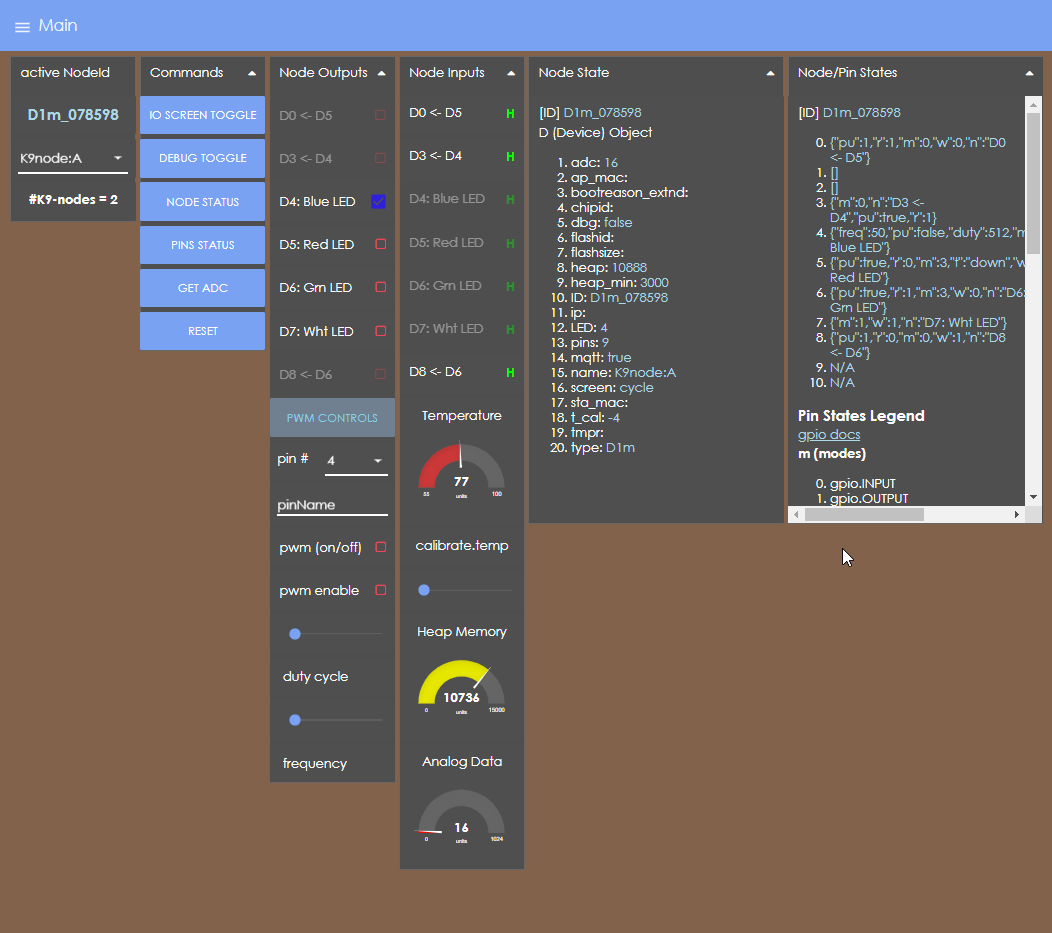 Main
active NodeId
D1m_078598
K9node:A
#K9-nodes = 2
Commands
IO SCREEN TOGGLE
DEBUG TOGGLE
NODE STATUS
PINS STATUS
GET ADC
RESET
Node Outputs
D0 <- D5
D3 <- D4
D4: Blue LED
D5: Red LED
D6: Grn LED
D7: Wht LED
D8 <- D6
PWM CONTROLS
pin # 4
pinName
pwm (on/off)
pwm enable
duty cycle
frequency
Node Inputs
D0 <- D5 H
D3 <- D4 H
D4: Blue LED H
D5: Red LED H
D6: Grn LED H
D7: Wht LED H
D8 <- D6 H
Temperature
77
55 units 100
calibrate.temp
Heap Memory
10736
0 units 15000
Analog Data
16
0 units 1024
Node State
[ID] D1m_078598
D (Device) Object
1. adc: 16
2. ap_mac:
3. bootreason_extnd:
4. chipid:
5. dbg: false
6. flashid:
7. flashsize:
8. heap: 10888
9. heap_min: 3000
10. ID: D1m_078598
11. ip:
12. LED: 4
13. pins: 9
14. mqtt: true
15. name: K9node:A
16. screen: cycle
17. sta_mac:
18. t_cal: -4
19. tmpr:
20. type: D1m
Node/Pin States
[ID] D1m_078598
0. {"pu":1,"r":1,"m":0,"w":0,"n":"D0
<- D5"}
1. []
2. []
3. {"m":0,"n":"D3 <-
D4","pu":true,"r":1}
4. {"freq":50,"pu":false,"duty":512,"m
Blue LED"}
5. {"pu":true,"r":0,"m":3,"t":"down","w
Red LED"}
6. {"pu":true,"r":1,"m":3,"w":0,"n":"D6:
Grn LED"}
7. {"m":1,"w":1,"n":"D7: Wht LED"}
8. {"pu":1,"r":0,"m":0,"w":1,"n":"D8
<- D6"}
9. N/A
10. N/A
Pin States Legend
gpio docs
m (modes)
0. gpio.INPUT
1. gpio.OUTPUT